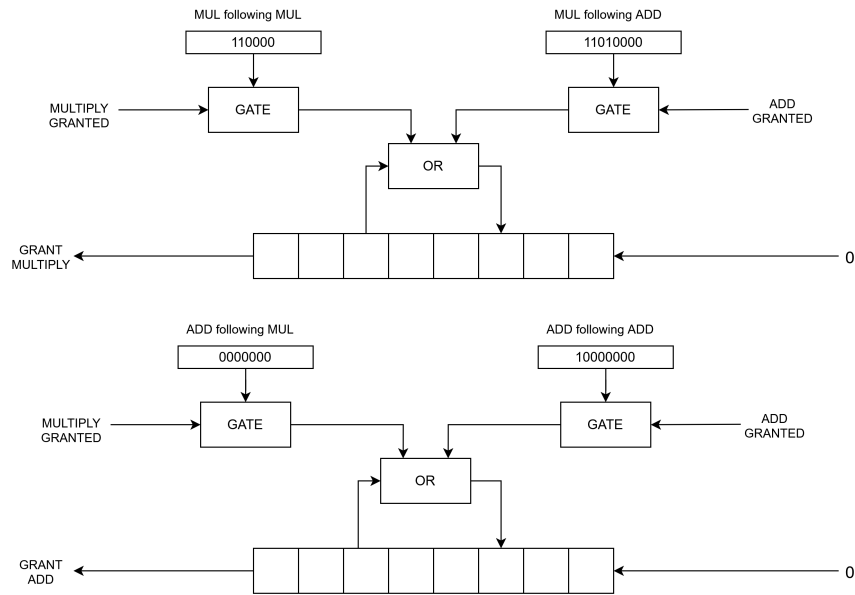 MUL following MUL
MUL following ADD
110000
11010000
MULTIPLY
GRANTED
GATE
GATE
ADD
GRANTED
OR
GRANT
MULTIPLY
0
ADD following MUL
ADD following ADD
0000000
10000000
MULTIPLY
GRANTED
GATE
GATE
ADD
GRANTED
OR
GRANT
ADD
0